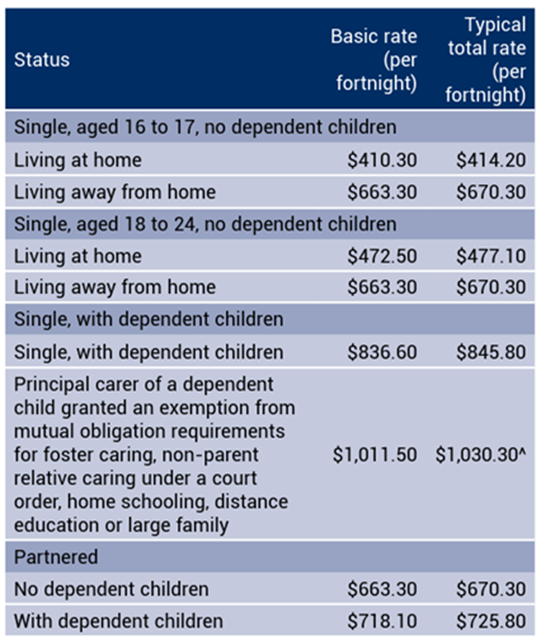 Status Basic rate (per fortnight) Typical total rate (per fortnight)
Single, aged 16 to 17, no dependent children
Living at home $410.30 $414.20
Living away from home $663.30 $670.30
Single, aged 18 to 24, no dependent children
Living at home $472.50 $477.10
Living away from home $663.30 $670.30
Single, with dependent children
Single, with dependent children $836.60 $845.80
Principal carer of a dependent
child granted an exemption from
mutual obligation requirements
for foster caring, non-parent $1,011.50 $1,030.30^
relative caring under a court
order, home schooling, distance
education or large family
Partnered
No dependent children $663.30 $670.30
With dependent children $718.10 $725.80